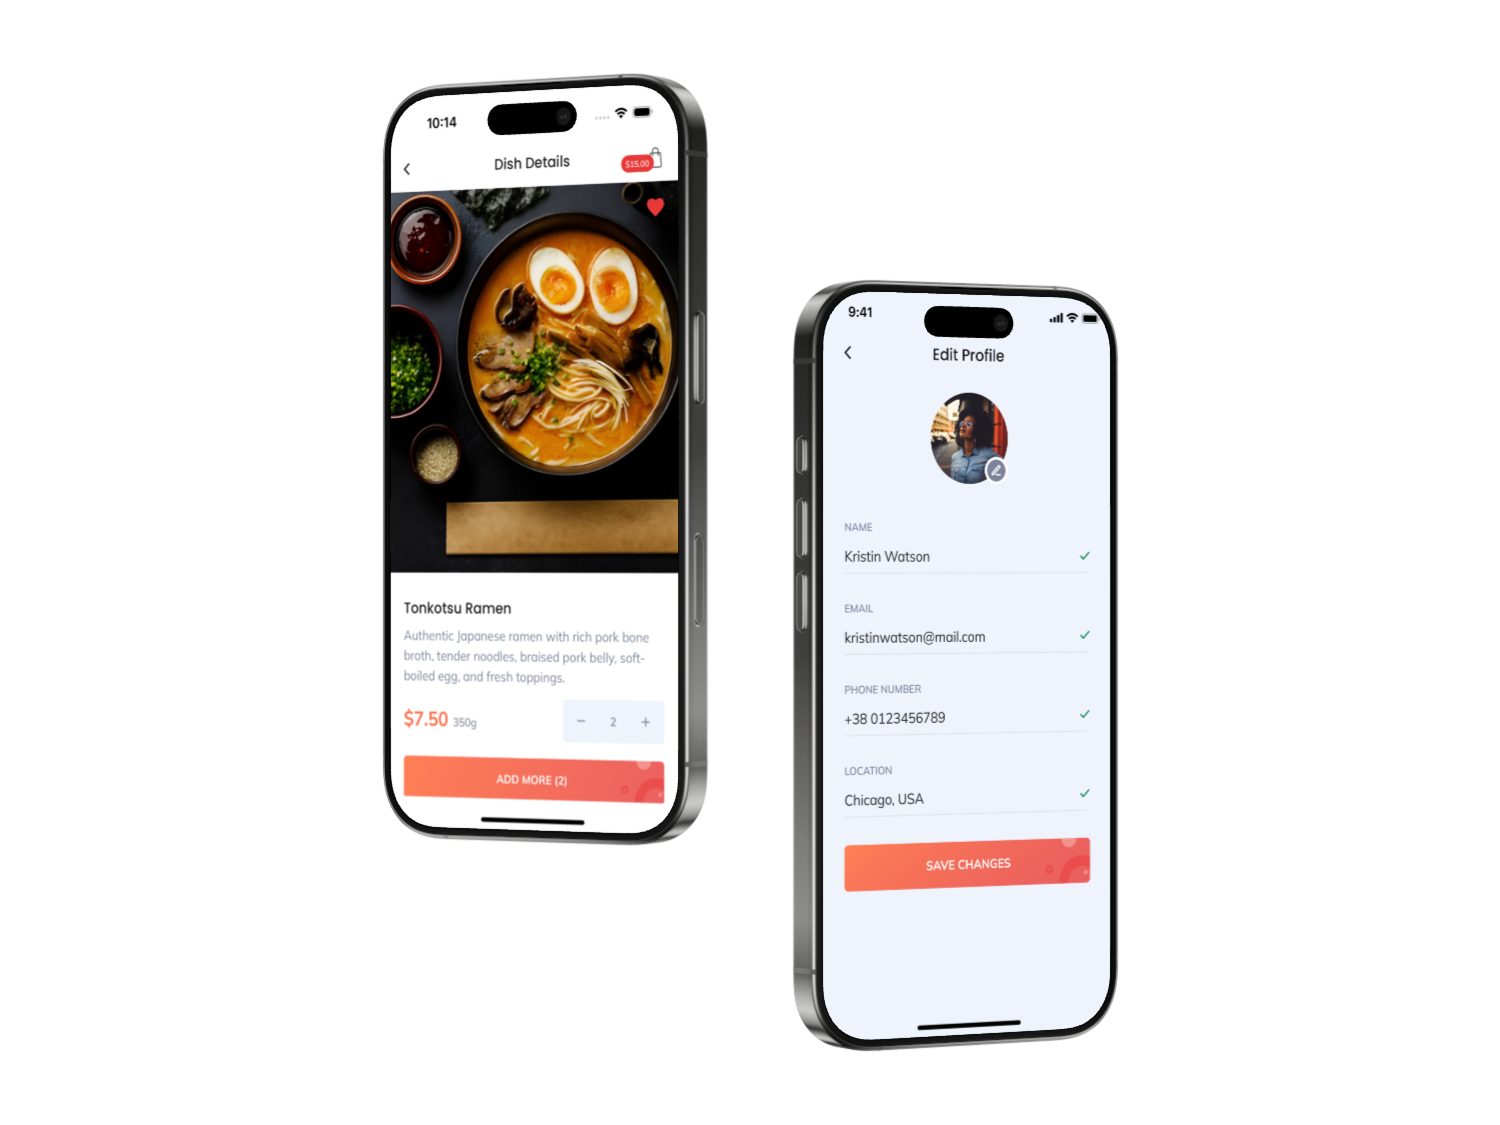 10:14
Dish Details
$15.00
Tonkotsu Ramen
Authentic Japanese ramen with rich pork bone
broth, tender noodles, braised pork belly, soft-
boiled egg, and fresh toppings.
$7.50 350g
− 2 +
ADD MORE (2)
9:41
Edit Profile
NAME
Kristin Watson
EMAIL
kristinwatson@mail.com
PHONE NUMBER
+38 0123456789
LOCATION
Chicago, USA
SAVE CHANGES